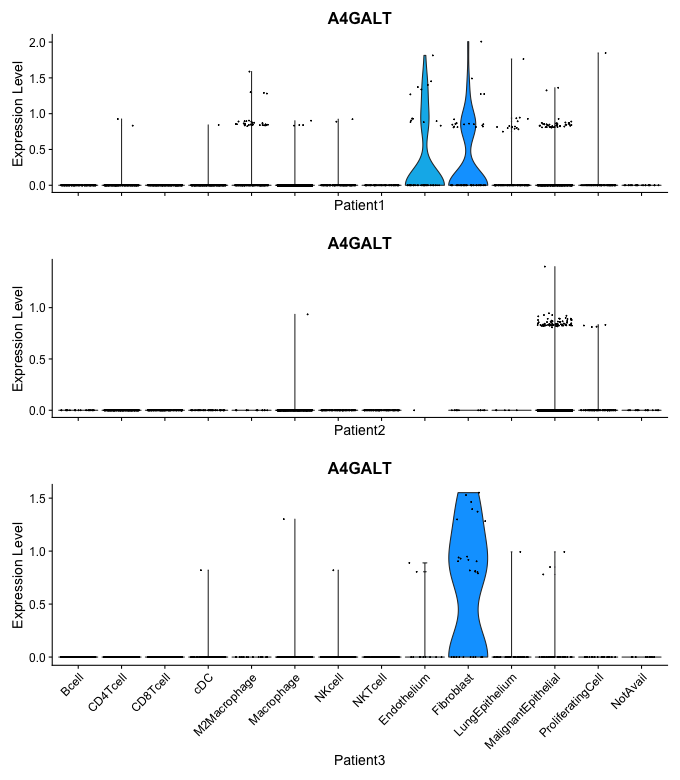 A4GALT
Expression Level
2.0
1.5
1.0
0.5
0.0
Patient1
A4GALT
Expression Level
1.0
0.5
0.0
Patient2
A4GALT
Expression Level
1.5
1.0
0.5
0.0
Bcell
CD4Tcell
CD8Tcell
cDC
M2Macrophage
Macrophage
NKcell
NKTcell
Endothelium
Fibroblast
LungEpithelium
MalignantEpithelial
ProliferatingCell
NotAvail
Patient3